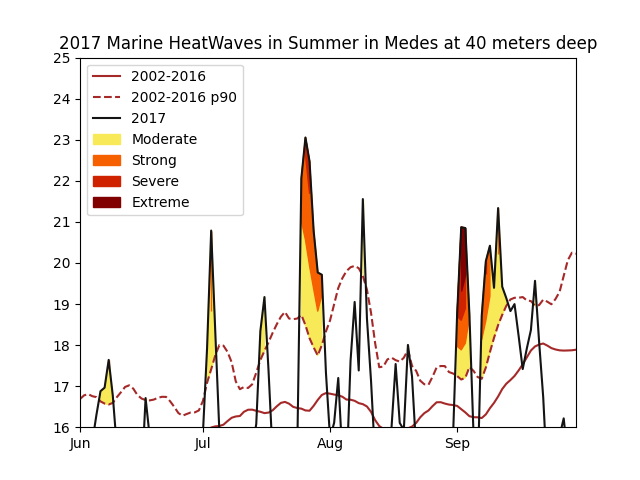 2017 Marine HeatWaves in Summer in Medes at 40 meters deep
25
24
23
22
21
20
19
18
17
16
2002-2016
2002-2016 p90
2017
Moderate
Strong
Severe
Extreme
Jun
Jul
Aug
Sep